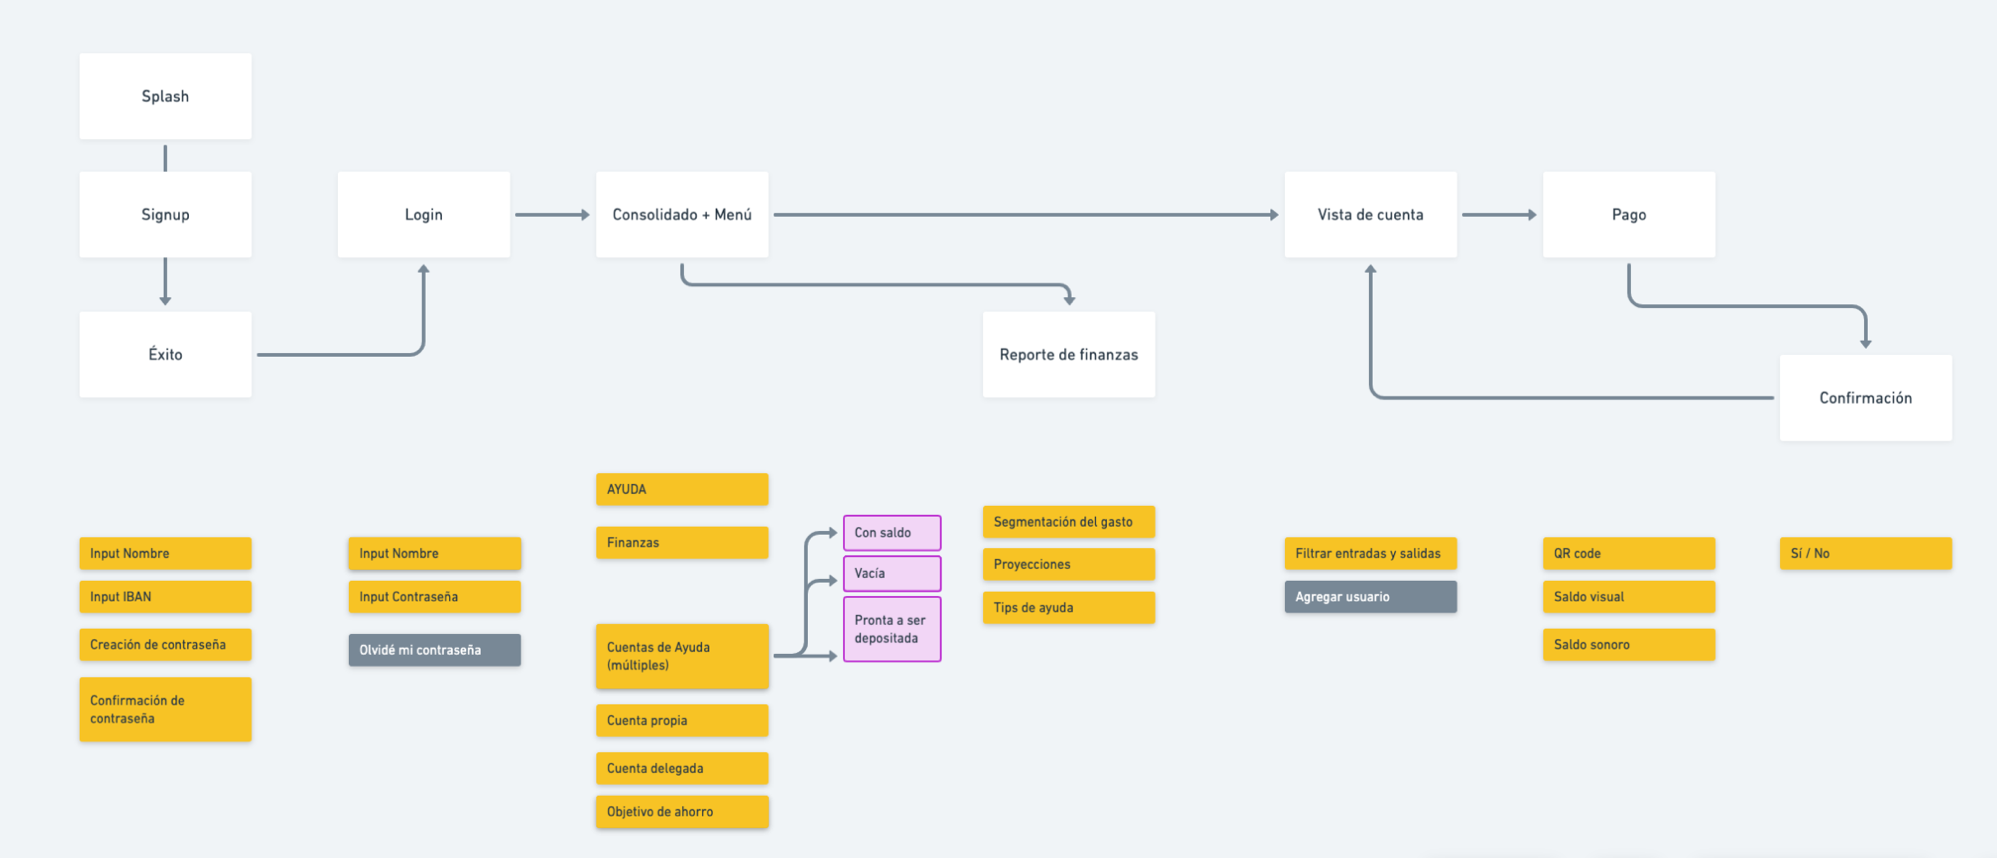 Splash
Signup
Login
Consolidado + Menú
Vista de cuenta
Pago
Éxito
Reporte de finanzas
Confirmación
Input Nombre
Input IBAN
Creación de contraseña
Confirmación de
contraseña
Input Nombre
Input Contraseña
Olvidé mi contraseña
AYUDA
Finanzas
Cuentas de Ayuda
(múltiples)
Cuenta propia
Cuenta delegada
Objetivo de ahorro
Con saldo
Vacía
Pronta a ser
depositada
Segmentación del gasto
Proyecciones
Tips de ayuda
Filtrar entradas y salidas
Agregar usuario
QR code
Saldo visual
Saldo sonoro
Sí / No